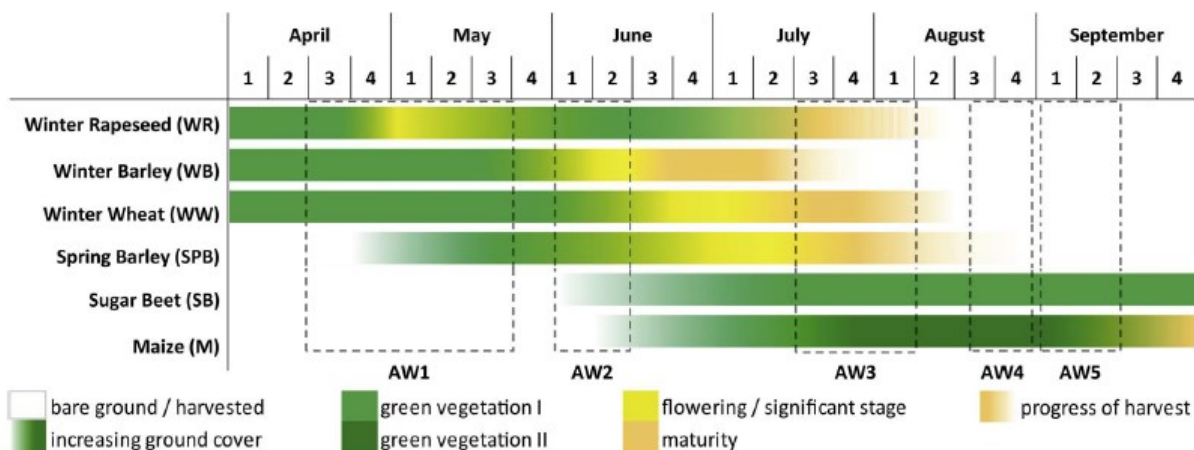 April May June July August September
1 2 3 4 1 2 3 4 1 2 3 4 1 2 3 4 1 2 3 4 1 2 3 4
Winter Rapeseed (WR)
Winter Barley (WB)
Winter Wheat (WW)
Spring Barley (SPB)
Sugar Beet (SB)
Maize (M)
AW1 AW2 AW3 AW4 AW5
bare ground / harvested green vegetation I flowering / significant stage progress of harvest
increasing ground cover green vegetation II maturity